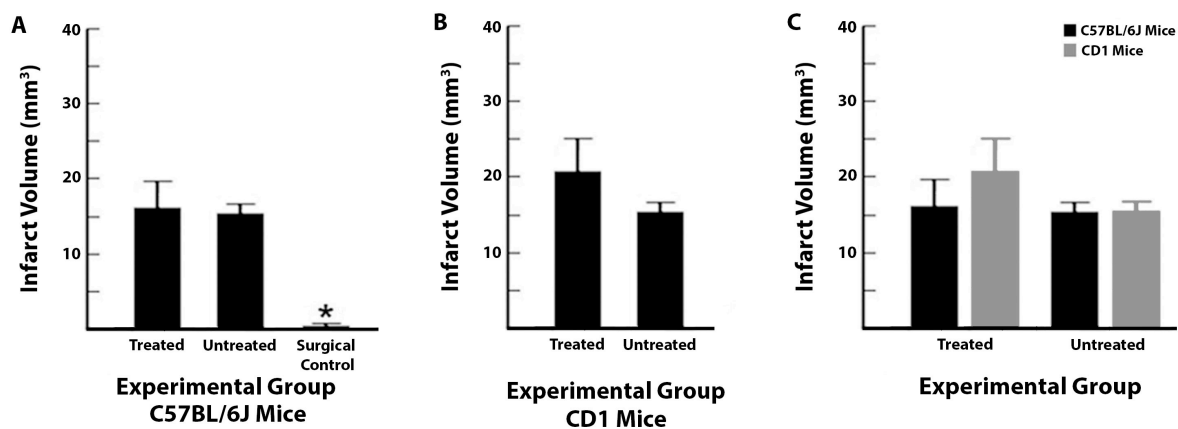 A
Infarct Volume (mm³)
40
30
20
10
*
Treated
Untreated
Surgical
Control
Experimental Group
C57BL/6J Mice
B
Infarct Volume (mm³)
40
30
20
10
Treated
Untreated
Experimental Group
CD1 Mice
C
Infarct Volume (mm³)
40
30
20
10
C57BL/6J Mice
CD1 Mice
Treated
Untreated
Experimental Group